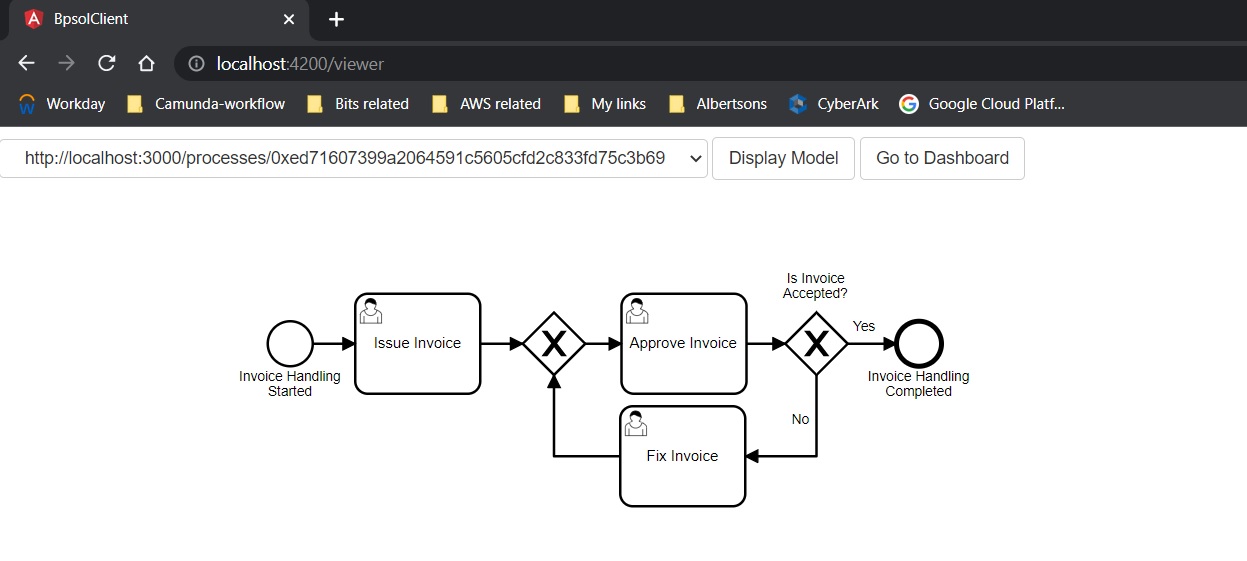 BpsolClient
localhost:4200/viewer
Workday Camunda-workflow Bits related AWS related My links Albertsons CyberArk Google Cloud Platf...
http://localhost:3000/processes/0xed71607399a2064591c5605cfd2c833fd75c3b69 Display Model Go to Dashboard
Is Invoice
Accepted?
Yes
Issue Invoice X Approve Invoice X
Invoice Handling Invoice Handling
Started Completed
No
Fix Invoice